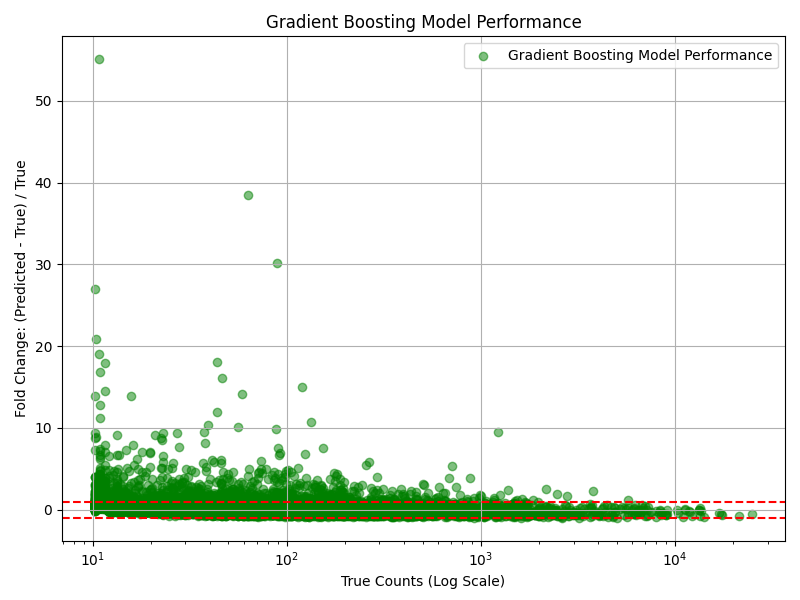 Gradient Boosting Model Performance
Gradient Boosting Model Performance
Fold Change: (Predicted - True) / True
50
40
30
20
10
0
10¹
10²
10³
10⁴
True Counts (Log Scale)